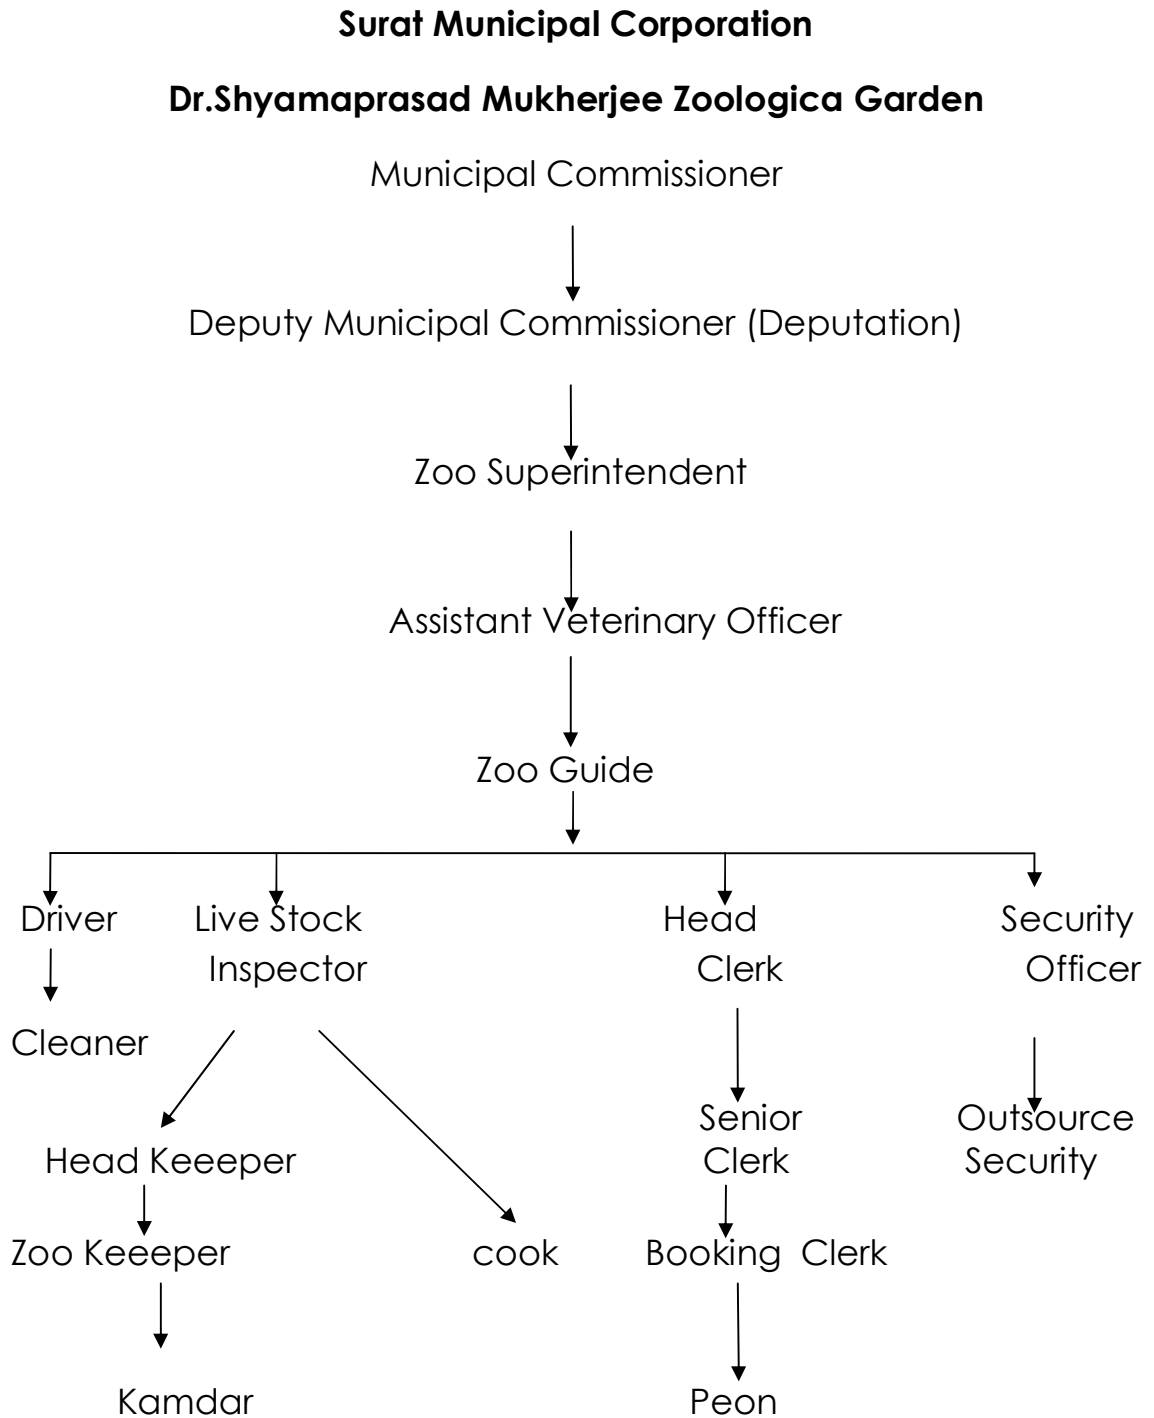 Surat Municipal Corporation
Dr.Shyamaprasad Mukherjee Zoologica Garden
Municipal Commissioner
Deputy Municipal Commissioner (Deputation)
Zoo Superintendent
Assistant Veterinary Officer
Zoo Guide
Driver Live Stock Head Security
Inspector Clerk Officer
Cleaner
Senior Outsource
Head Keeeper Clerk Security
Zoo Keeeper cook Booking Clerk
Kamdar Peon